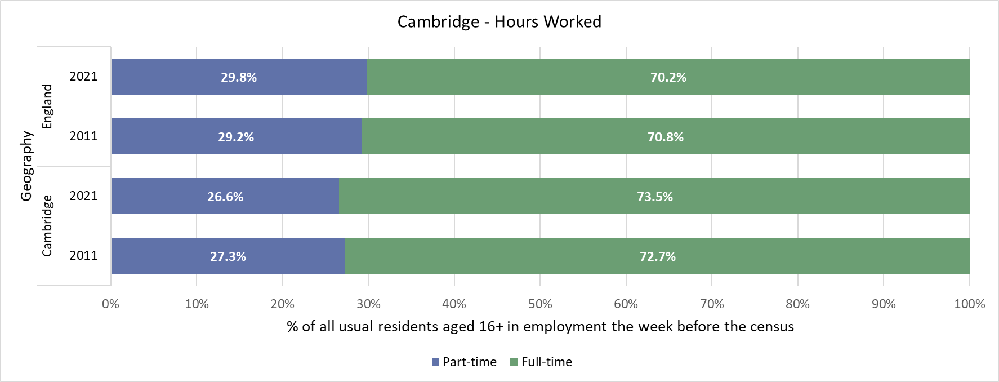 Cambridge - Hours Worked
Geography
England
2021
29.8%
70.2%
2011
29.2%
70.8%
Cambridge
2021
26.6%
73.5%
2011
27.3%
72.7%
0% 10% 20% 30% 40% 50% 60% 70% 80% 90% 100%
% of all usual residents aged 16+ in employment the week before the census
Part-time Full-time